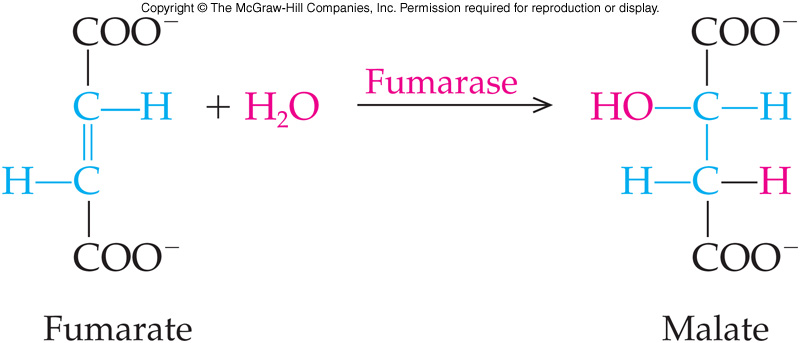 Copyright © The McGraw-Hill Companies, Inc. Permission required for reproduction or display.
COO⁻ COO⁻
C—H + H₂O Fumarase HO—C—H
H—C H—C—H
COO⁻ COO⁻
Fumarate Malate